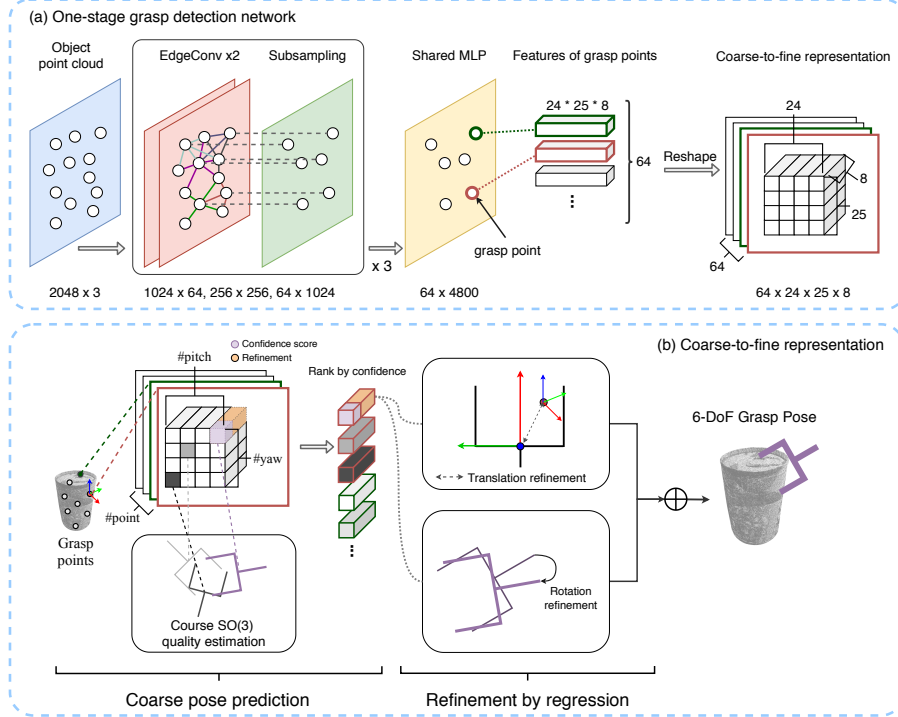 (a) One-stage grasp detection network
Object
point cloud
EdgeConv x2
Subsampling
Shared MLP
Features of grasp points
Coarse-to-fine representation
24 * 25 * 8
64
Reshape
24
8
25
64
grasp point
x 3
2048 x 3
1024 x 64, 256 x 256, 64 x 1024
64 x 4800
64 x 24 x 25 x 8
(b) Coarse-to-fine representation
Confidence score
Refinement
#pitch
#yaw
#point
Grasp
points
Rank by confidence
Course SO(3)
quality estimation
Translation refinement
Rotation
refinement
6-DoF Grasp Pose
Coarse pose prediction
Refinement by regression